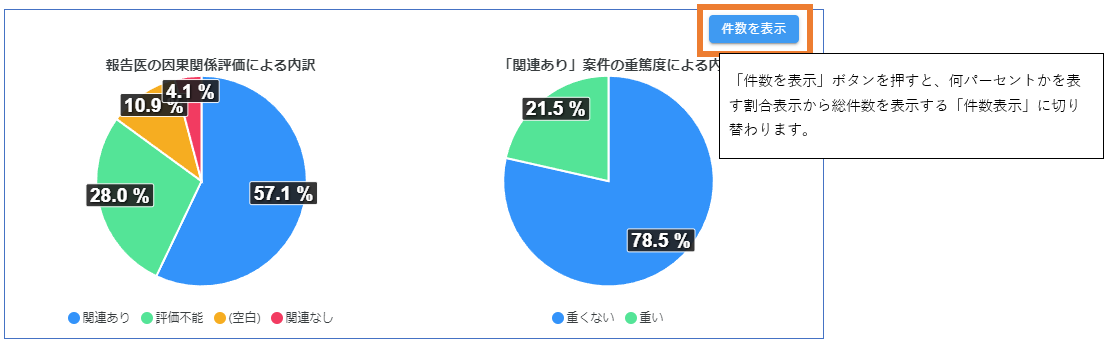 件数を表示
報告医の因果関係評価による内訳
「関連あり」案件の重篤度による内
「件数を表示」ボタンを押すと、何パーセントかを表
す割合表示から総件数を表示する「件数表示」に切り
替わります。
4.1 %
10.9 %
28.0 %
57.1 %
21.5 %
78.5 %
関連あり 評価不能 (空白) 関連なし
重くない 重い